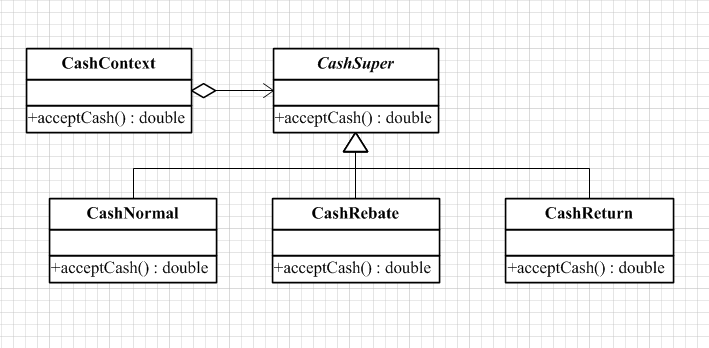 CashContext
+acceptCash() : double
CashSuper
+acceptCash() : double
CashNormal
+acceptCash() : double
CashRebate
+acceptCash() : double
CashReturn
+acceptCash() : double